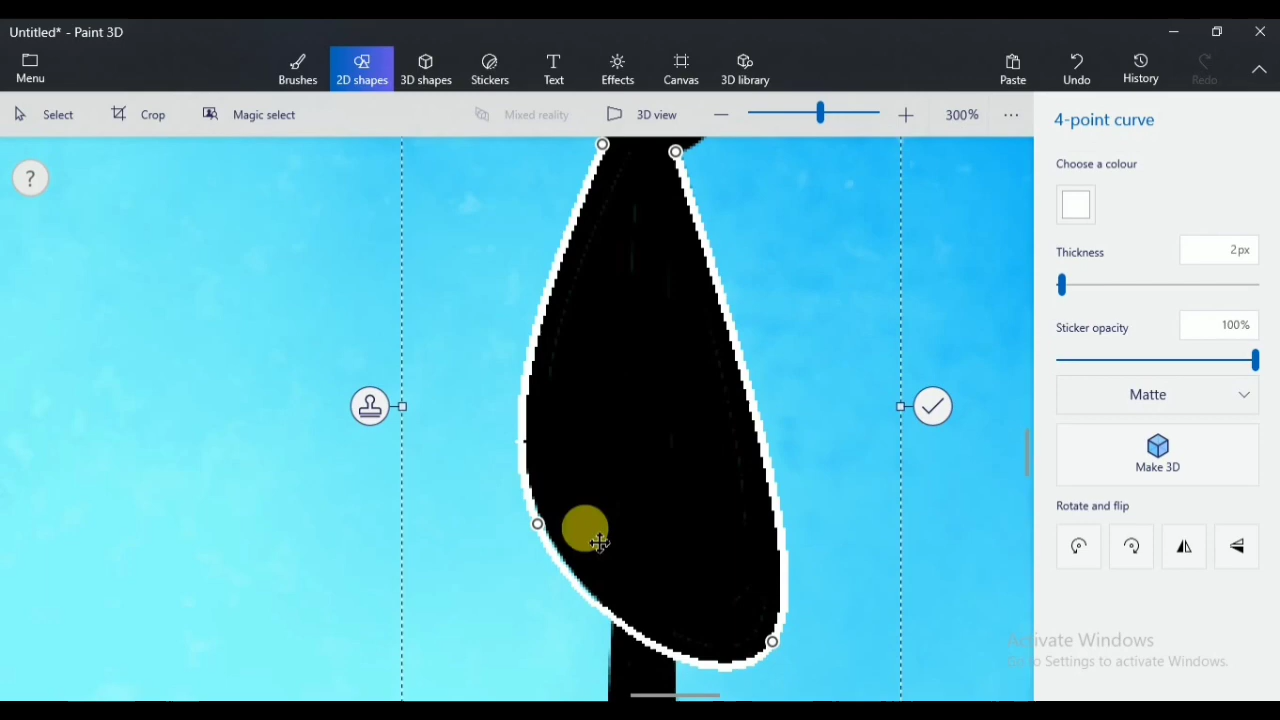 Untitled* - Paint 3D
Menu
Brushes
2D shapes
3D shapes
Stickers
Text
Effects
Canvas
3D library
Paste
Undo
History
Redo
Select
Crop
Magic select
Mixed reality
3D view
300%
?
4-point curve
Choose a colour
Thickness
2px
Sticker opacity
100%
Matte
Make 3D
Rotate and flip
Activate Windows
to Settings to activate Windows.